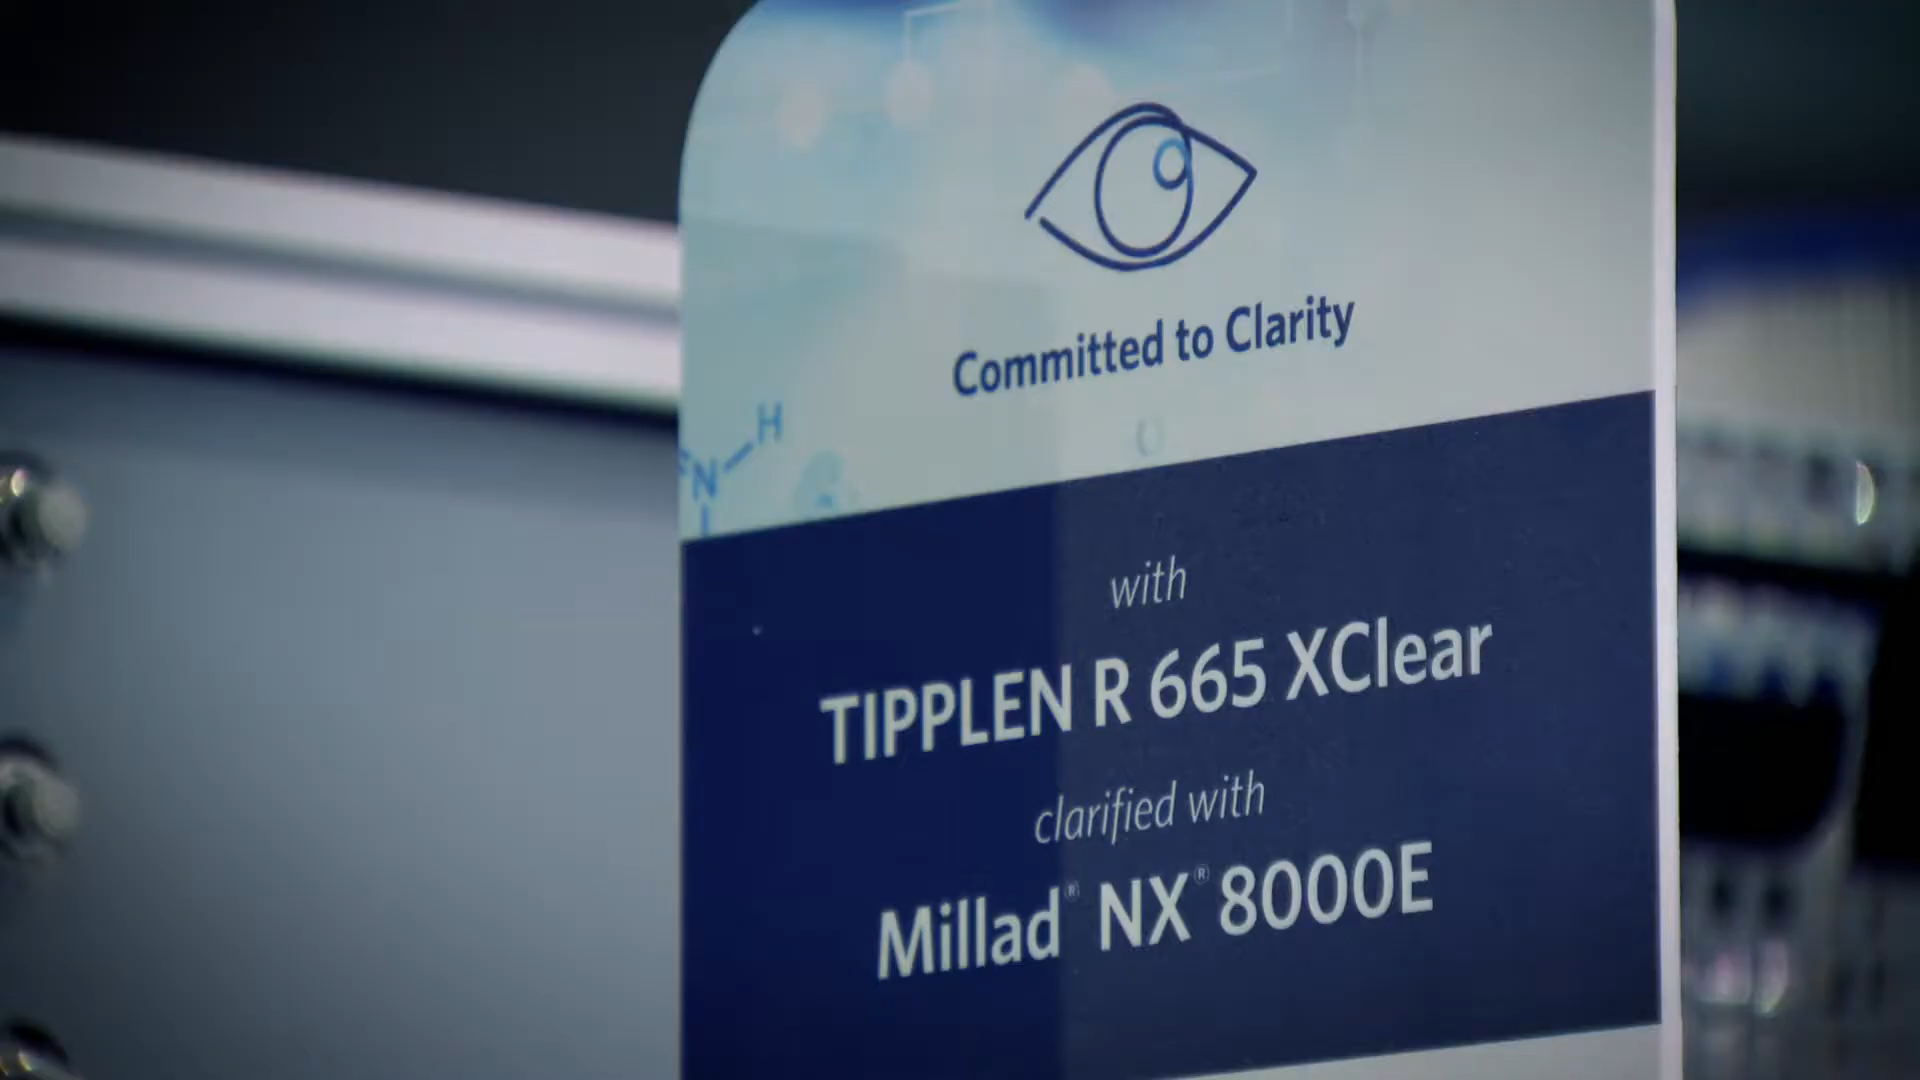 Committed to Clarity
H
N
with
TIPPLEN R 665 XClear
clarified with
Millad® NX® 8000E